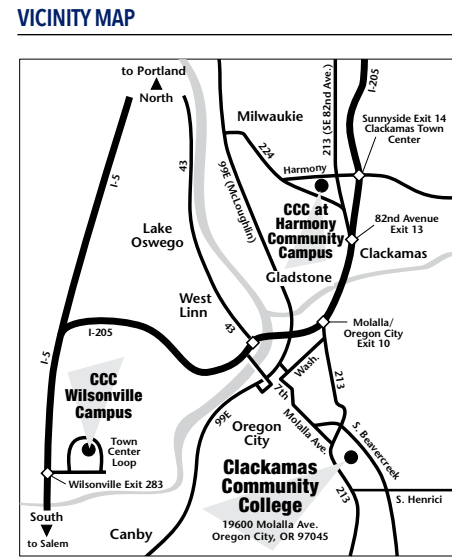 VICINITY MAP
to Portland
North
I-205
213 (SE 82nd Ave.)
Milwaukie
Sunnyside Exit 14
Clackamas Town
Center
224
Harmony
I-5
43
99E (McLoughlin)
CCC at
Harmony
Community
Campus
82nd Avenue
Exit 13
Lake
Oswego
Clackamas
Gladstone
West
Linn
43
I-205
Molalla/
Oregon City
Exit 10
I-5
CCC
Wilsonville
Campus
Wash.
7th
213
99E
Oregon
City
Molalla Ave.
S. Beavercreek
Town
Center
Loop
Clackamas
Community
College
Wilsonville Exit 283
213
S. Henrici
19600 Molalla Ave.
Oregon City, OR 97045
South
to Salem
Canby